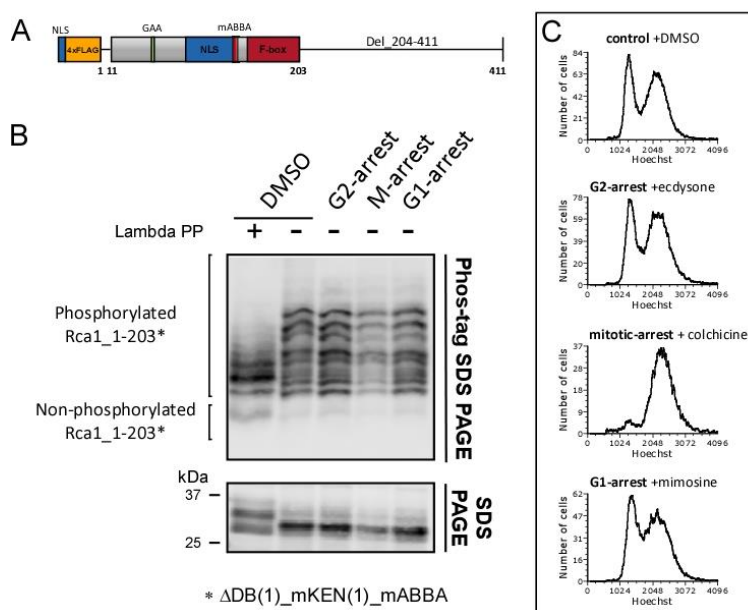 A
NLS
4xFLAG
GAA
NLS
mABBA
F-box
Del_204-411
1 11
203
411
B
DMSO
G2-arrest
M-arrest
G1-arrest
Lambda PP
+ - - - -
Phosphorylated
Rca1_1-203*
Non-phosphorylated
Rca1_1-203*
Phos-tag SDS PAGE
kDa
37
25
SDS
PAGE
* ΔDB(1)_mKEN(1)_mABBA
C
control +DMSO
Number of cells
84
63
42
21
0
0 1024 2048 3072 4096
Hoechst
G2-arrest +ecdysone
Number of cells
78
59
39
20
0
0 1024 2048 3072 4096
Hoechst
mitotic-arrest + colchicine
Number of cells
37
28
18
9
0
0 1024 2048 3072 4096
Hoechst
G1-arrest +mimosine
Number of cells
62
47
31
16
0
0 1024 2048 3072 4096
Hoechst